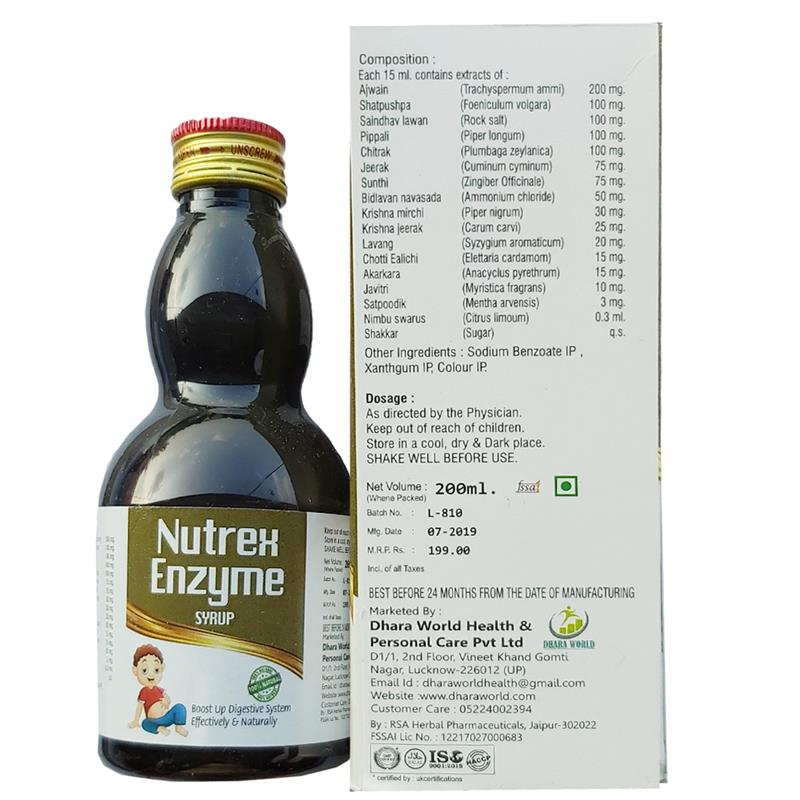 UNSCREW
Nutrex
Enzyme
SYRUP
100% NATURAL
Boost Up Digestive System
Effectively & Naturally
Composition :
Each 15 ml. contains extracts of :
Ajwain (Trachyspermum ammi) 200 mg.
Shatpushpa (Foeniculum volgara) 100 mg.
Saindhav lawan (Rock salt) 100 mg.
Pippali (Piper longum) 100 mg.
Chitrak (Plumbaga zeylanica) 100 mg.
Jeerak (Cuminum cyminum) 75 mg.
Sunthi (Zingiber Officinale) 75 mg.
Bidlavan navasada (Ammonium chloride) 50 mg.
Krishna mirchi (Piper nigrum) 30 mg.
Krishna jeerak (Carum carvi) 25 mg.
Lavang (Syzygium aromaticum) 20 mg.
Chotti Ealichi (Elettaria cardamom) 15 mg.
Akarkara (Anacyclus pyrethrum) 15 mg.
Javitri (Myristica fragrans) 10 mg.
Satpoodik (Mentha arvensis) 3 mg.
Nimbu swarus (Citrus limoum) 0.3 ml.
Shakkar (Sugar) q.s.
Other Ingredients : Sodium Benzoate IP ,
Xanthgum IP, Colour IP.
Dosage :
As directed by the Physician.
Keep out of reach of children.
Store in a cool, dry & Dark place.
SHAKE WELL BEFORE USE.
Net Volume : 200ml. fssai
(Whene Packed)
Batch No. : L-810
Mfg. Date : 07-2019
M.R.P. Rs. : 199.00
Incl. of all Taxes
BEST BEFORE 24 MONTHS FROM THE DATE OF MANUFACTURING
Marketed By :
Dhara World Health &
Personal Care Pvt Ltd
DHARA WORLD
D1/1, 2nd Floor, Vineet Khand Gomti
Nagar, Lucknow-226012 (UP)
Email Id : dharaworldhealth@gmail.com
Website :www.dharaworld.com
Customer Care : 05224002394
By : RSA Herbal Pharmaceuticals, Jaipur-302022
FSSAI Lic No. : 12217027000683
GMP HALAL ISO 9001:2015 HACCP
* certified by : ukcertifications